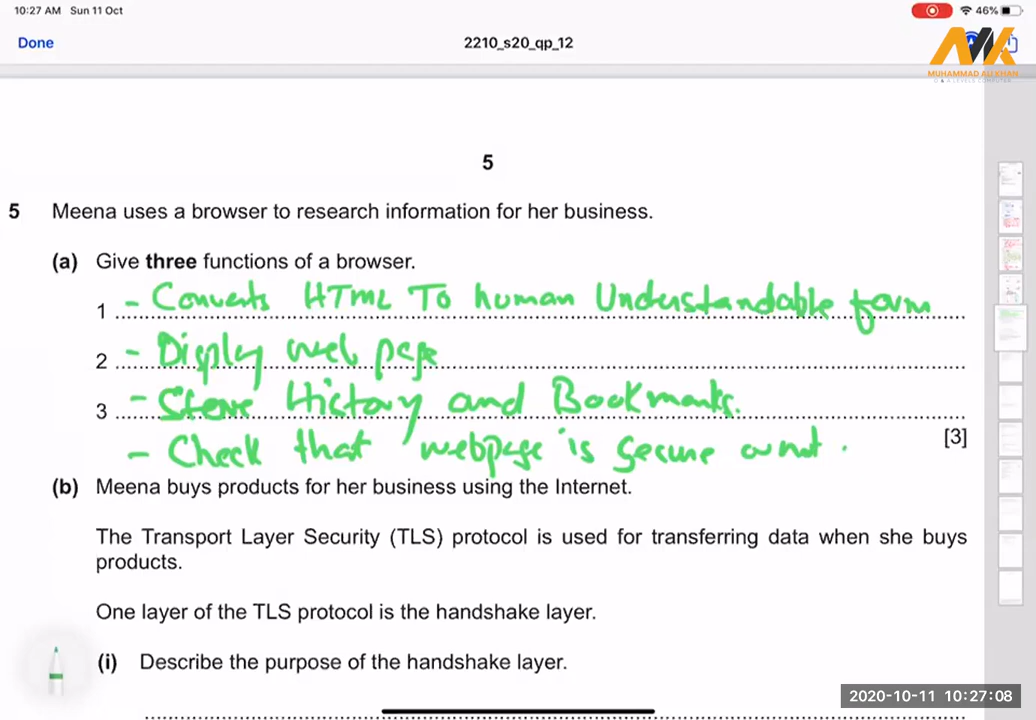 10:27 AM Sun 11 Oct
46%
Done
2210_s20_qp_12
MUHAMMAD ALI KHAN
O & A LEVELS COMPUTER
5
5 Meena uses a browser to research information for her business.
(a) Give three functions of a browser.
1 - Converts HTML To human Understandable form
2 - Display web page
3 - Store History and Bookmarks.
[3]
- Check that webpage is secure or not.
(b) Meena buys products for her business using the Internet.
The Transport Layer Security (TLS) protocol is used for transferring data when she buys
products.
One layer of the TLS protocol is the handshake layer.
(i) Describe the purpose of the handshake layer.
2020-10-11 10:27:08